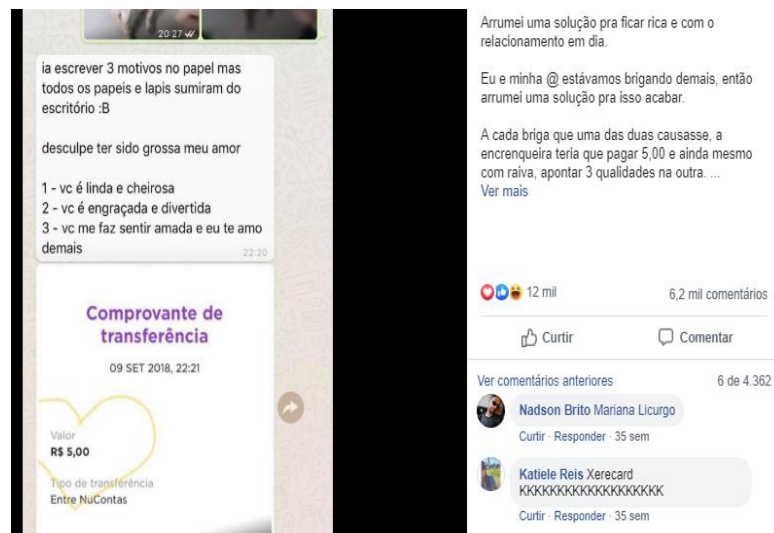 20:27
ia escrever 3 motivos no papel mas
todos os papeis e lapis sumiram do
escritório :B
desculpe ter sido grossa meu amor
1 - vc é linda e cheirosa
2 - vc é engraçada e divertida
3 - vc me faz sentir amada e eu te amo
demais
22:20
Comprovante de
transferência
09 SET 2018, 22:21
Valor
R$ 5,00
Tipo de transferência
Entre NuContas
Arrumei uma solução pra ficar rica e com o
relacionamento em dia.
Eu e minha @ estávamos brigando demais, então
arrumei uma solução pra isso acabar.
A cada briga que uma das duas causasse, a
encrenqueira teria que pagar 5,00 e ainda mesmo
com raiva, apontar 3 qualidades na outra. ...
Ver mais
12 mil
6,2 mil comentários
Curtir
Comentar
Ver comentários anteriores
6 de 4.362
Nadson Brito Mariana Licurgo
Curtir · Responder · 35 sem
Katiele Reis Xerecard
KKKKKKKKKKKKKKKKKKK
Curtir · Responder · 35 sem